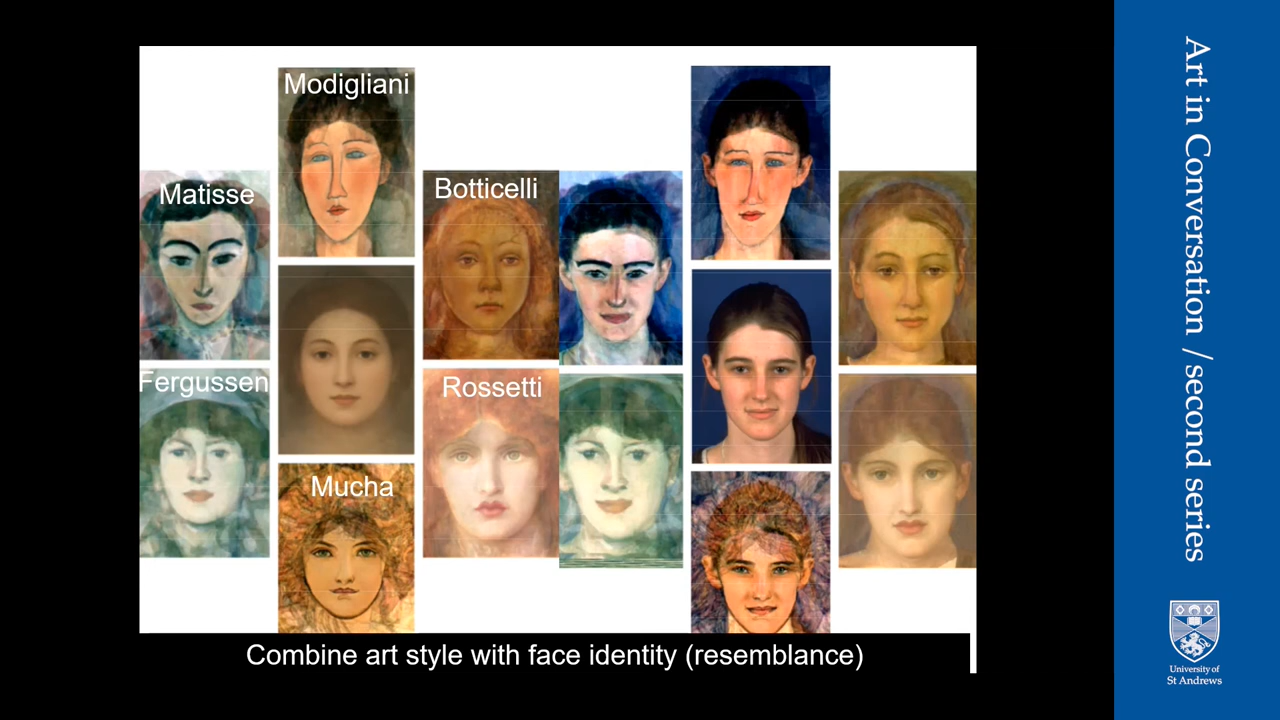 Modigliani
Matisse
Botticelli
Fergussen
Rossetti
Mucha
Combine art style with face identity (resemblance)
Art in Conversation / second series
University of
St Andrews